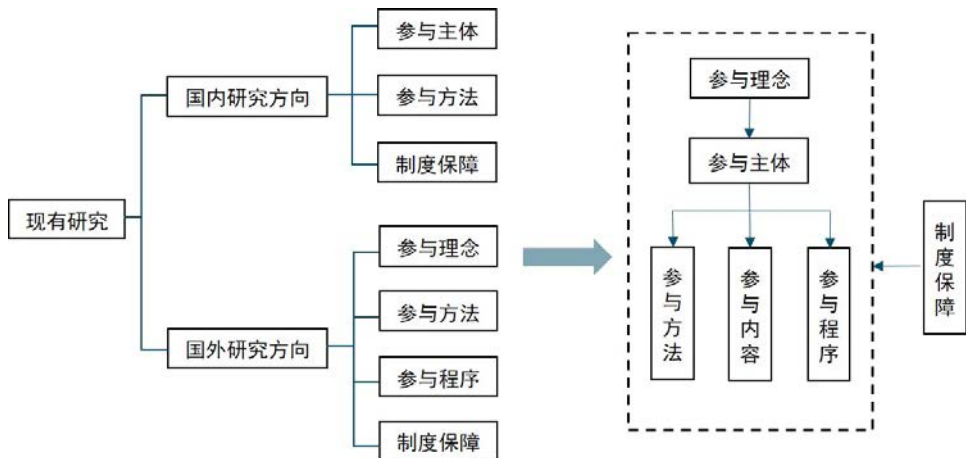 现有研究
国内研究方向
参与主体
参与方法
制度保障
国外研究方向
参与理念
参与方法
参与程序
制度保障
参与理念
参与主体
参与方法
参与内容
参与程序
制度保障